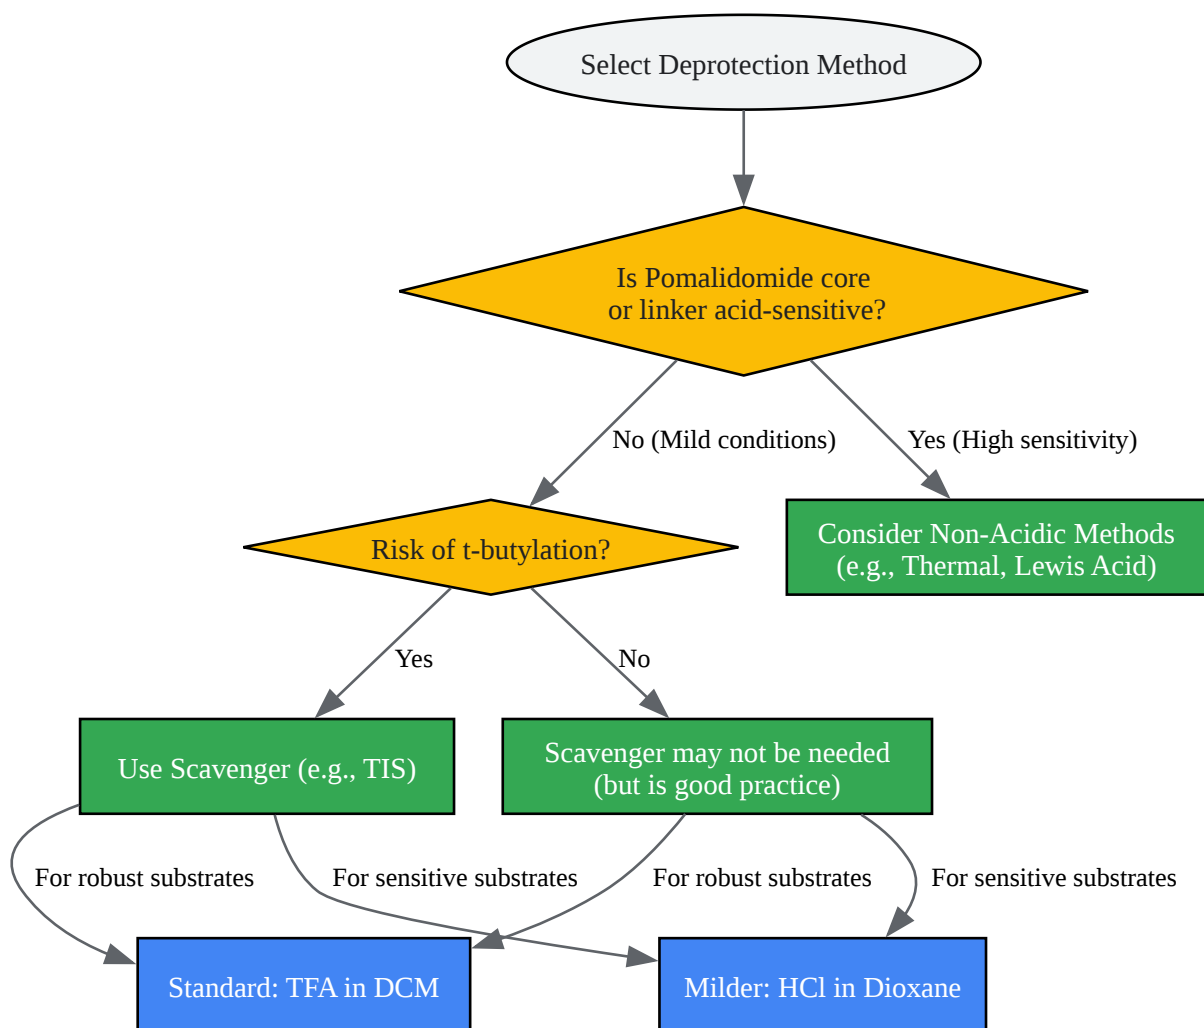 Select Deprotection Method
Is Pomalidomide core
or linker acid-sensitive?
No (Mild conditions)
Yes (High sensitivity)
Risk of t-butylation?
Consider Non-Acidic Methods
(e.g., Thermal, Lewis Acid)
Yes
No
Use Scavenger (e.g., TIS)
Scavenger may not be needed
(but is good practice)
For robust substrates
For sensitive substrates
For robust substrates
For sensitive substrates
Standard: TFA in DCM
Milder: HCl in Dioxane